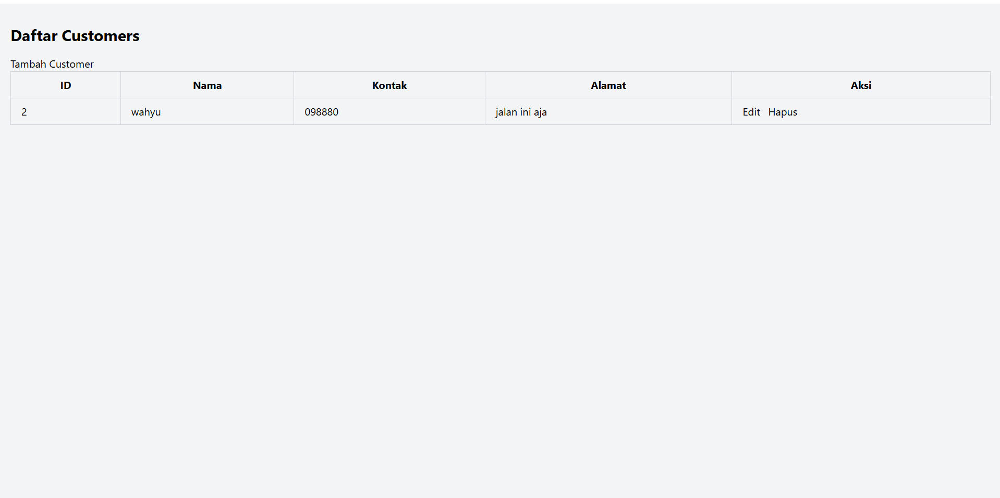 Daftar Customers
Tambah Customer
ID Nama Kontak Alamat Aksi
2 wahyu 098880 jalan ini aja Edit Hapus